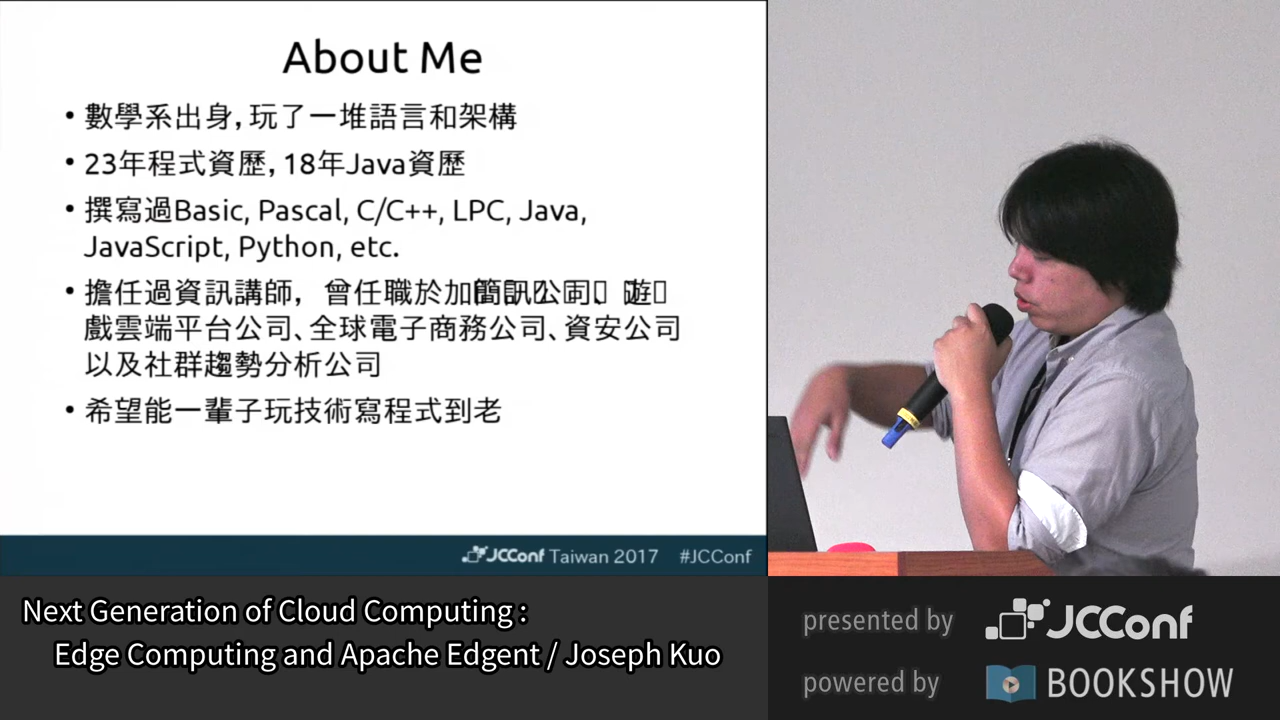 About Me
• 數學系出身, 玩了一堆語言和架構
• 23年程式資歷, 18年Java資歷
• 撰寫過Basic, Pascal, C/C++, LPC, Java,
JavaScript, Python, etc.
• 擔任過資訊講師, 曾任職於加簡訊公司、遊
戲雲端平台公司、全球電子商務公司、資安公司
以及社群趨勢分析公司
• 希望能一輩子玩技術寫程式到老
JCConf Taiwan 2017 #JCConf
Next Generation of Cloud Computing :
Edge Computing and Apache Edgent / Joseph Kuo
presented by JCConf
powered by BOOKSHOW